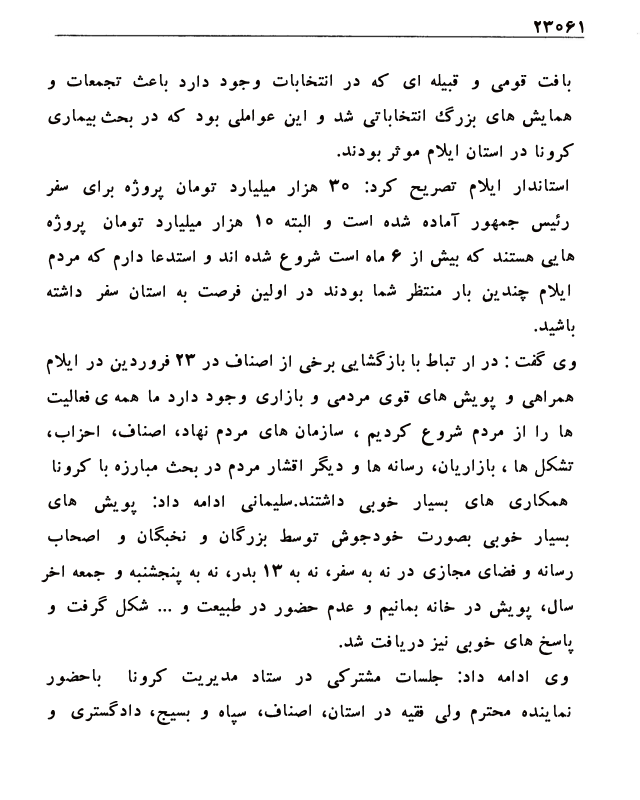 ۲۳۰۶۱
بافت قومی و قبیله ای که در انتخابات وجود دارد باعث تجمعات و
همایش های بزرگ انتخاباتی شد و این عواملی بود که در بحث بیماری
کرونا در استان ایلام موثر بودند.
استاندار ایلام تصریح کرد: ۳۰ هزار میلیارد تومان پروژه برای سفر
رئیس جمهور آماده شده است و البته ۱۰ هزار میلیارد تومان پروژه
هایی هستند که بیش از ۶ ماه است شروع شده اند و استدعا دارم که مردم
ایلام چندین بار منتظر شما بودند در اولین فرصت به استان سفر داشته
باشید.
وی گفت : در ار تباط با بازگشایی برخی از اصناف در ۲۳ فروردین در ایلام
همراهی و پویش های قوی مردمی و بازاری وجود دارد ما همه ی فعالیت
ها را از مردم شروع کردیم ، سازمان های مردم نهاد، اصناف، احزاب،
تشکل ها ، بازاریان، رسانه ها و دیگر اقشار مردم در بحث مبارزه با کرونا
همکاری های بسیار خوبی داشتند.سلیمانی ادامه داد: پویش های
بسیار خوبی بصورت خودجوش توسط بزرگان و نخبگان و اصحاب
رسانه و فضای مجازی در نه به سفر، نه به ۱۳ بدر، نه به پنجشنبه و جمعه اخر
سال، پویش در خانه بمانیم و عدم حضور در طبیعت و ... شکل گرفت و
پاسخ های خوبی نیز دریافت شد.
وی ادامه داد: جلسات مشترکی در ستاد مدیریت کرونا باحضور
نماینده محترم ولی فقیه در استان، اصناف، سپاه و بسیج، دادگستری و